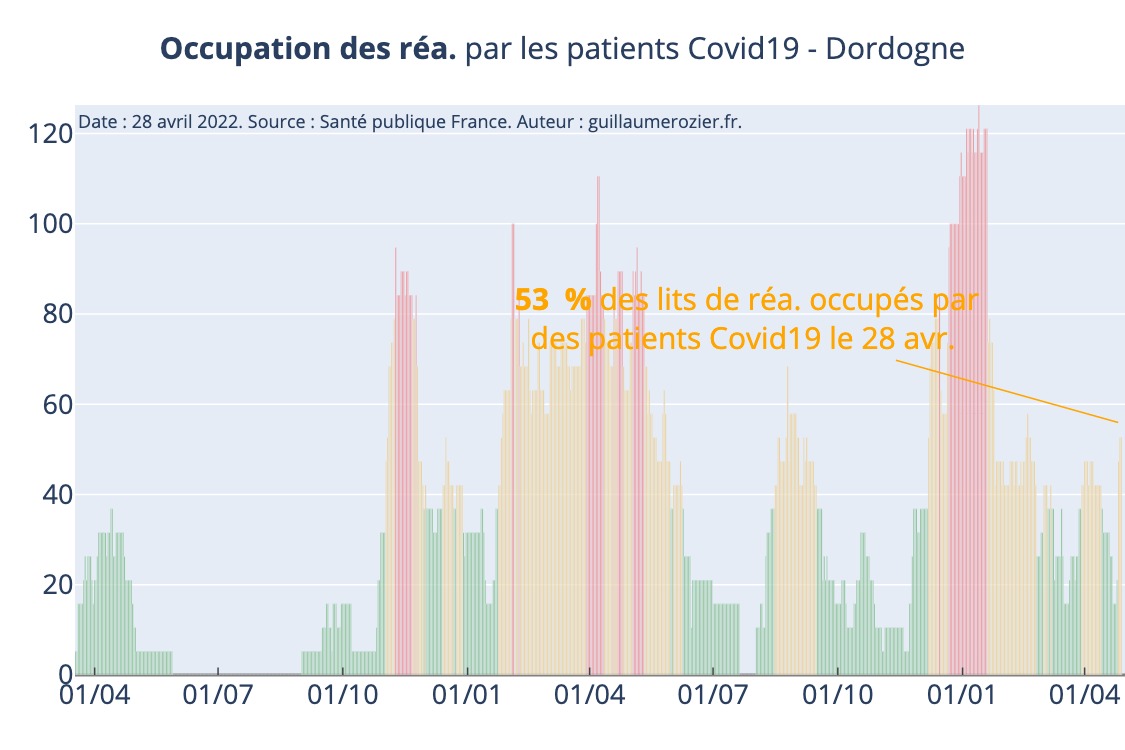 Occupation des réa. par les patients Covid19 - Dordogne
Date : 28 avril 2022. Source : Santé publique France. Auteur : guillaumerozier.fr.
120
100
80
60
40
20
0
53 % des lits de réa. occupés par
des patients Covid19 le 28 avr.
01/04 01/07 01/10 01/01 01/04 01/07 01/10 01/01 01/04